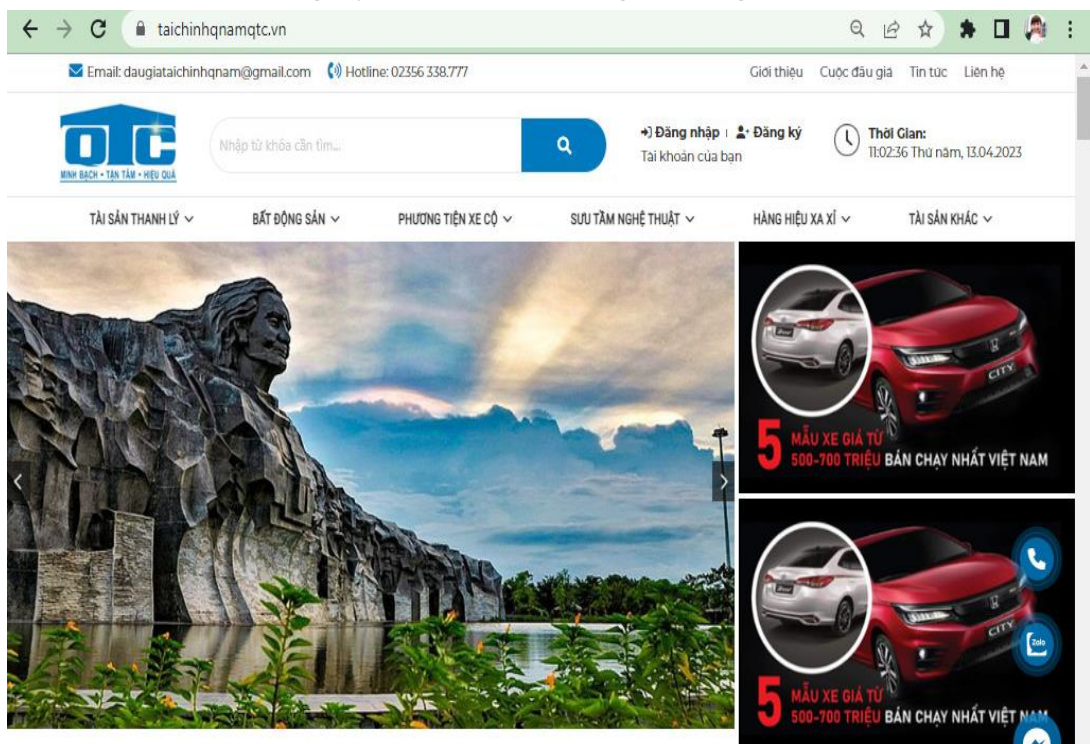 taichinhqnamqtc.vn
Email: daugiataichinhqnam@gmail.com Hotline: 02356 338.777 Giới thiệu Cuộc đấu giá Tin tức Liên hệ
QTC
MINH BẠCH - TẬN TÂM - HIỆU QUẢ
Nhập từ khóa cần tìm...
Đăng nhập | Đăng ký
Tài khoản của bạn
Thời Gian:
11:02:36 Thứ năm, 13.04.2023
TÀI SẢN THANH LÝ BẤT ĐỘNG SẢN PHƯƠNG TIỆN XE CỘ SƯU TẦM NGHỆ THUẬT HÀNG HIỆU XA XỈ TÀI SẢN KHÁC
CITY
5 MẪU XE GIÁ TỪ
500-700 TRIỆU BÁN CHẠY NHẤT VIỆT NAM
CITY
Zalo
5 MẪU XE GIÁ TỪ
500-700 TRIỆU BÁN CHẠY NHẤT VIỆT NAM